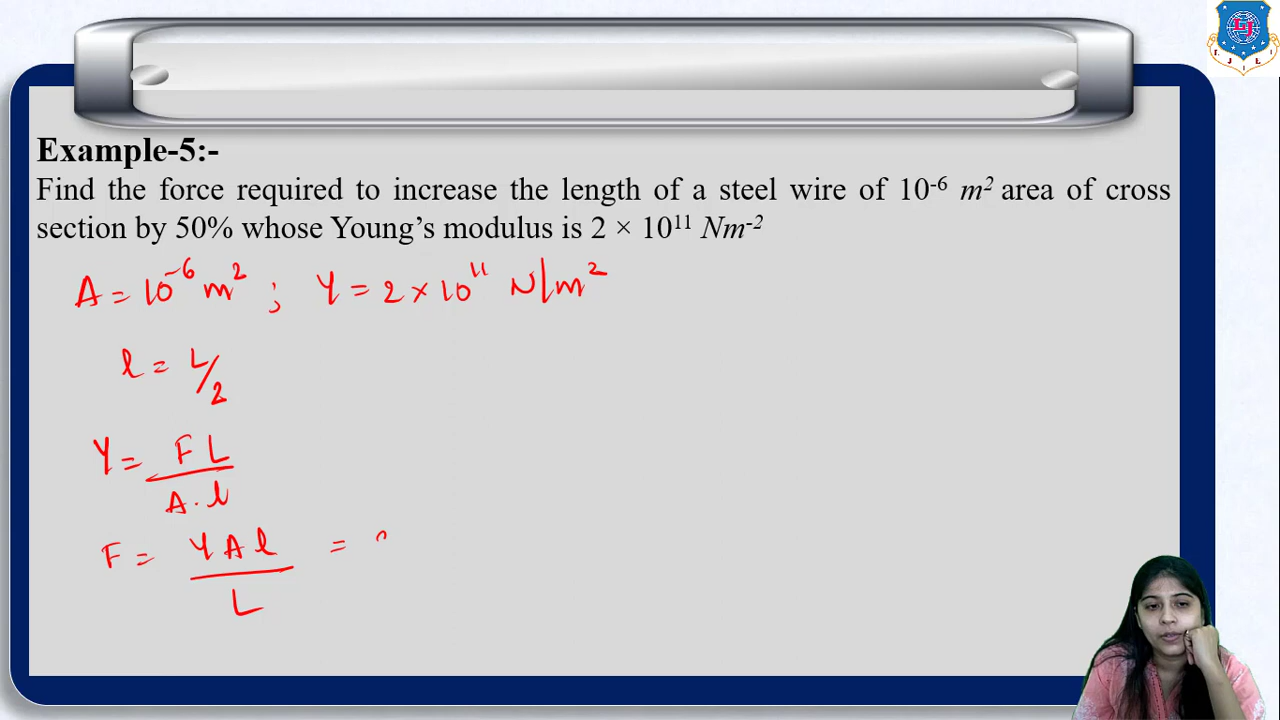 Example-5:-
Find the force required to increase the length of a steel wire of 10⁻⁶ m² area of cross
section by 50% whose Young’s modulus is 2 × 10¹¹ Nm⁻²
A = 10⁻⁶ m² ; Y = 2 × 10¹¹ N/m²
l = L/2
Y = F L / A . l
F = Y A l / L =